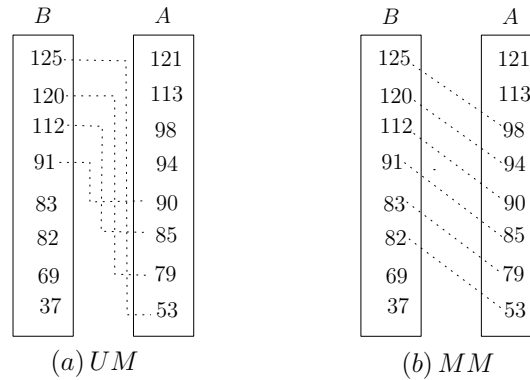 B A B A
125 121 125 121
120 113 120 113
112 98 112 98
91 94 91 94
83 90 83 90
82 85 82 85
69 79 69 79
37 53 37 53
(a) UM (b) MM